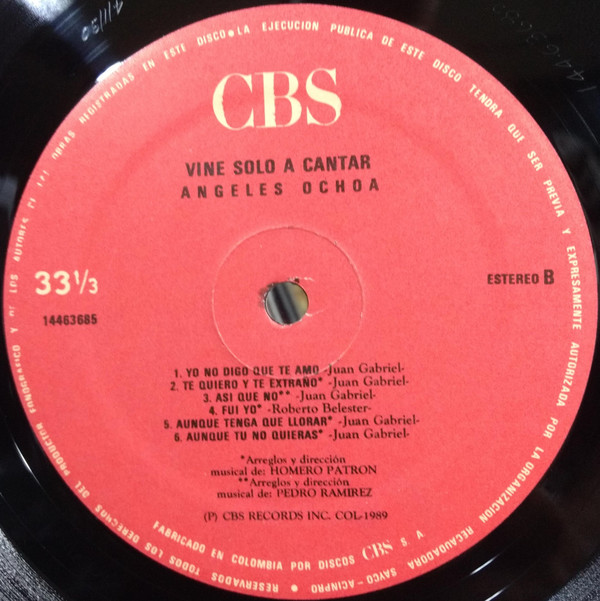 CBS
VINE SOLO A CANTAR
ANGELES OCHOA
33 1/3
ESTEREO B
14463685
1. YO NO DIGO QUE TE AMO -Juan Gabriel-
2. TE QUIERO Y TE EXTRAÑO* -Juan Gabriel-
3. ASI QUE NO** -Juan Gabriel-
4. FUI YO* -Roberto Belester-
5. AUNQUE TENGA QUE LLORAR* -Juan Gabriel-
6. AUNQUE TU NO QUIERAS* -Juan Gabriel-
*Arreglos y dirección
musical de: HOMERO PATRON
**Arreglos y dirección
musical de: PEDRO RAMIREZ
(P) CBS RECORDS INC. COL-1989
FABRICADO EN COLOMBIA POR DISCOS CBS S A
RESERVADOS TODOS LOS DERECHOS DEL PRODUCTOR FONOGRAFICO Y DE LOS AUTORES DE LAS OBRAS REGISTRADAS EN ESTE DISCO • LA EJECUCION PUBLICA DE ESTE DISCO TENDRA QUE SER PREVIA Y EXPRESAMENTE AUTORIZADA POR LA ORGANIZACION RECAUDADORA SAYCO-ACINPRO •